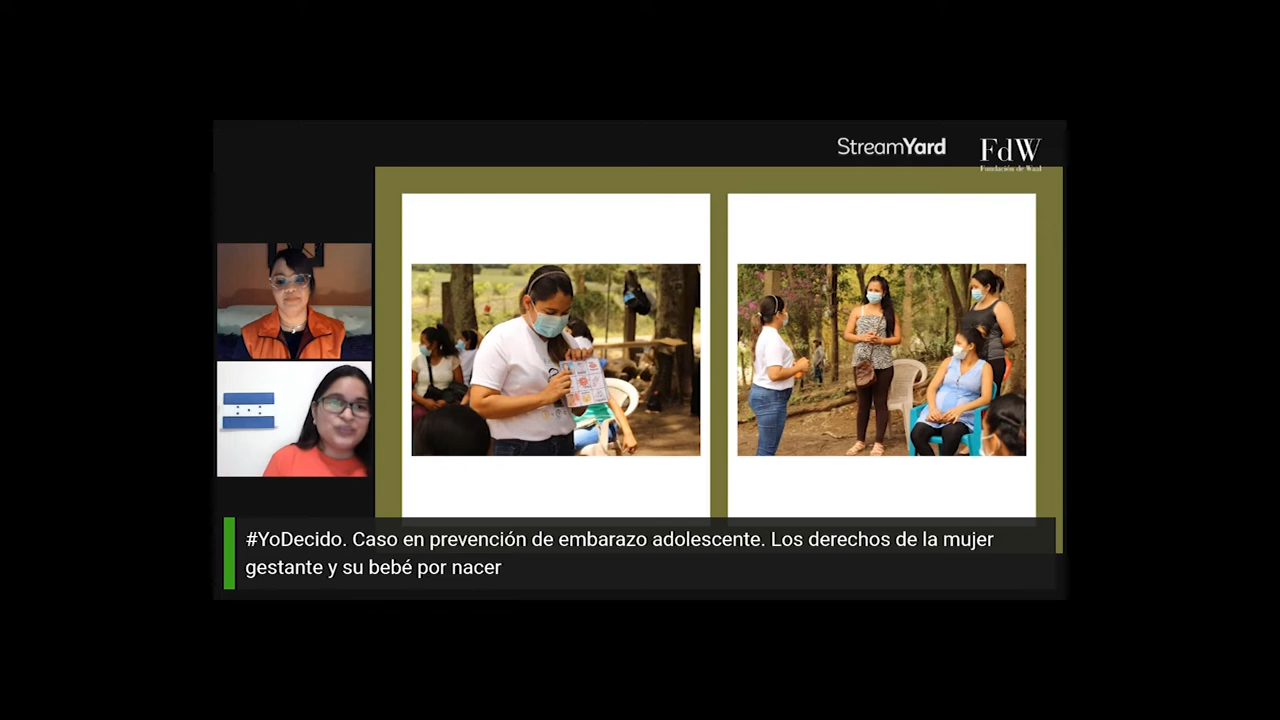 StreamYard
FdW
Fundación de Waal
#YoDecido. Caso en prevención de embarazo adolescente. Los derechos de la mujer
gestante y su bebé por nacer